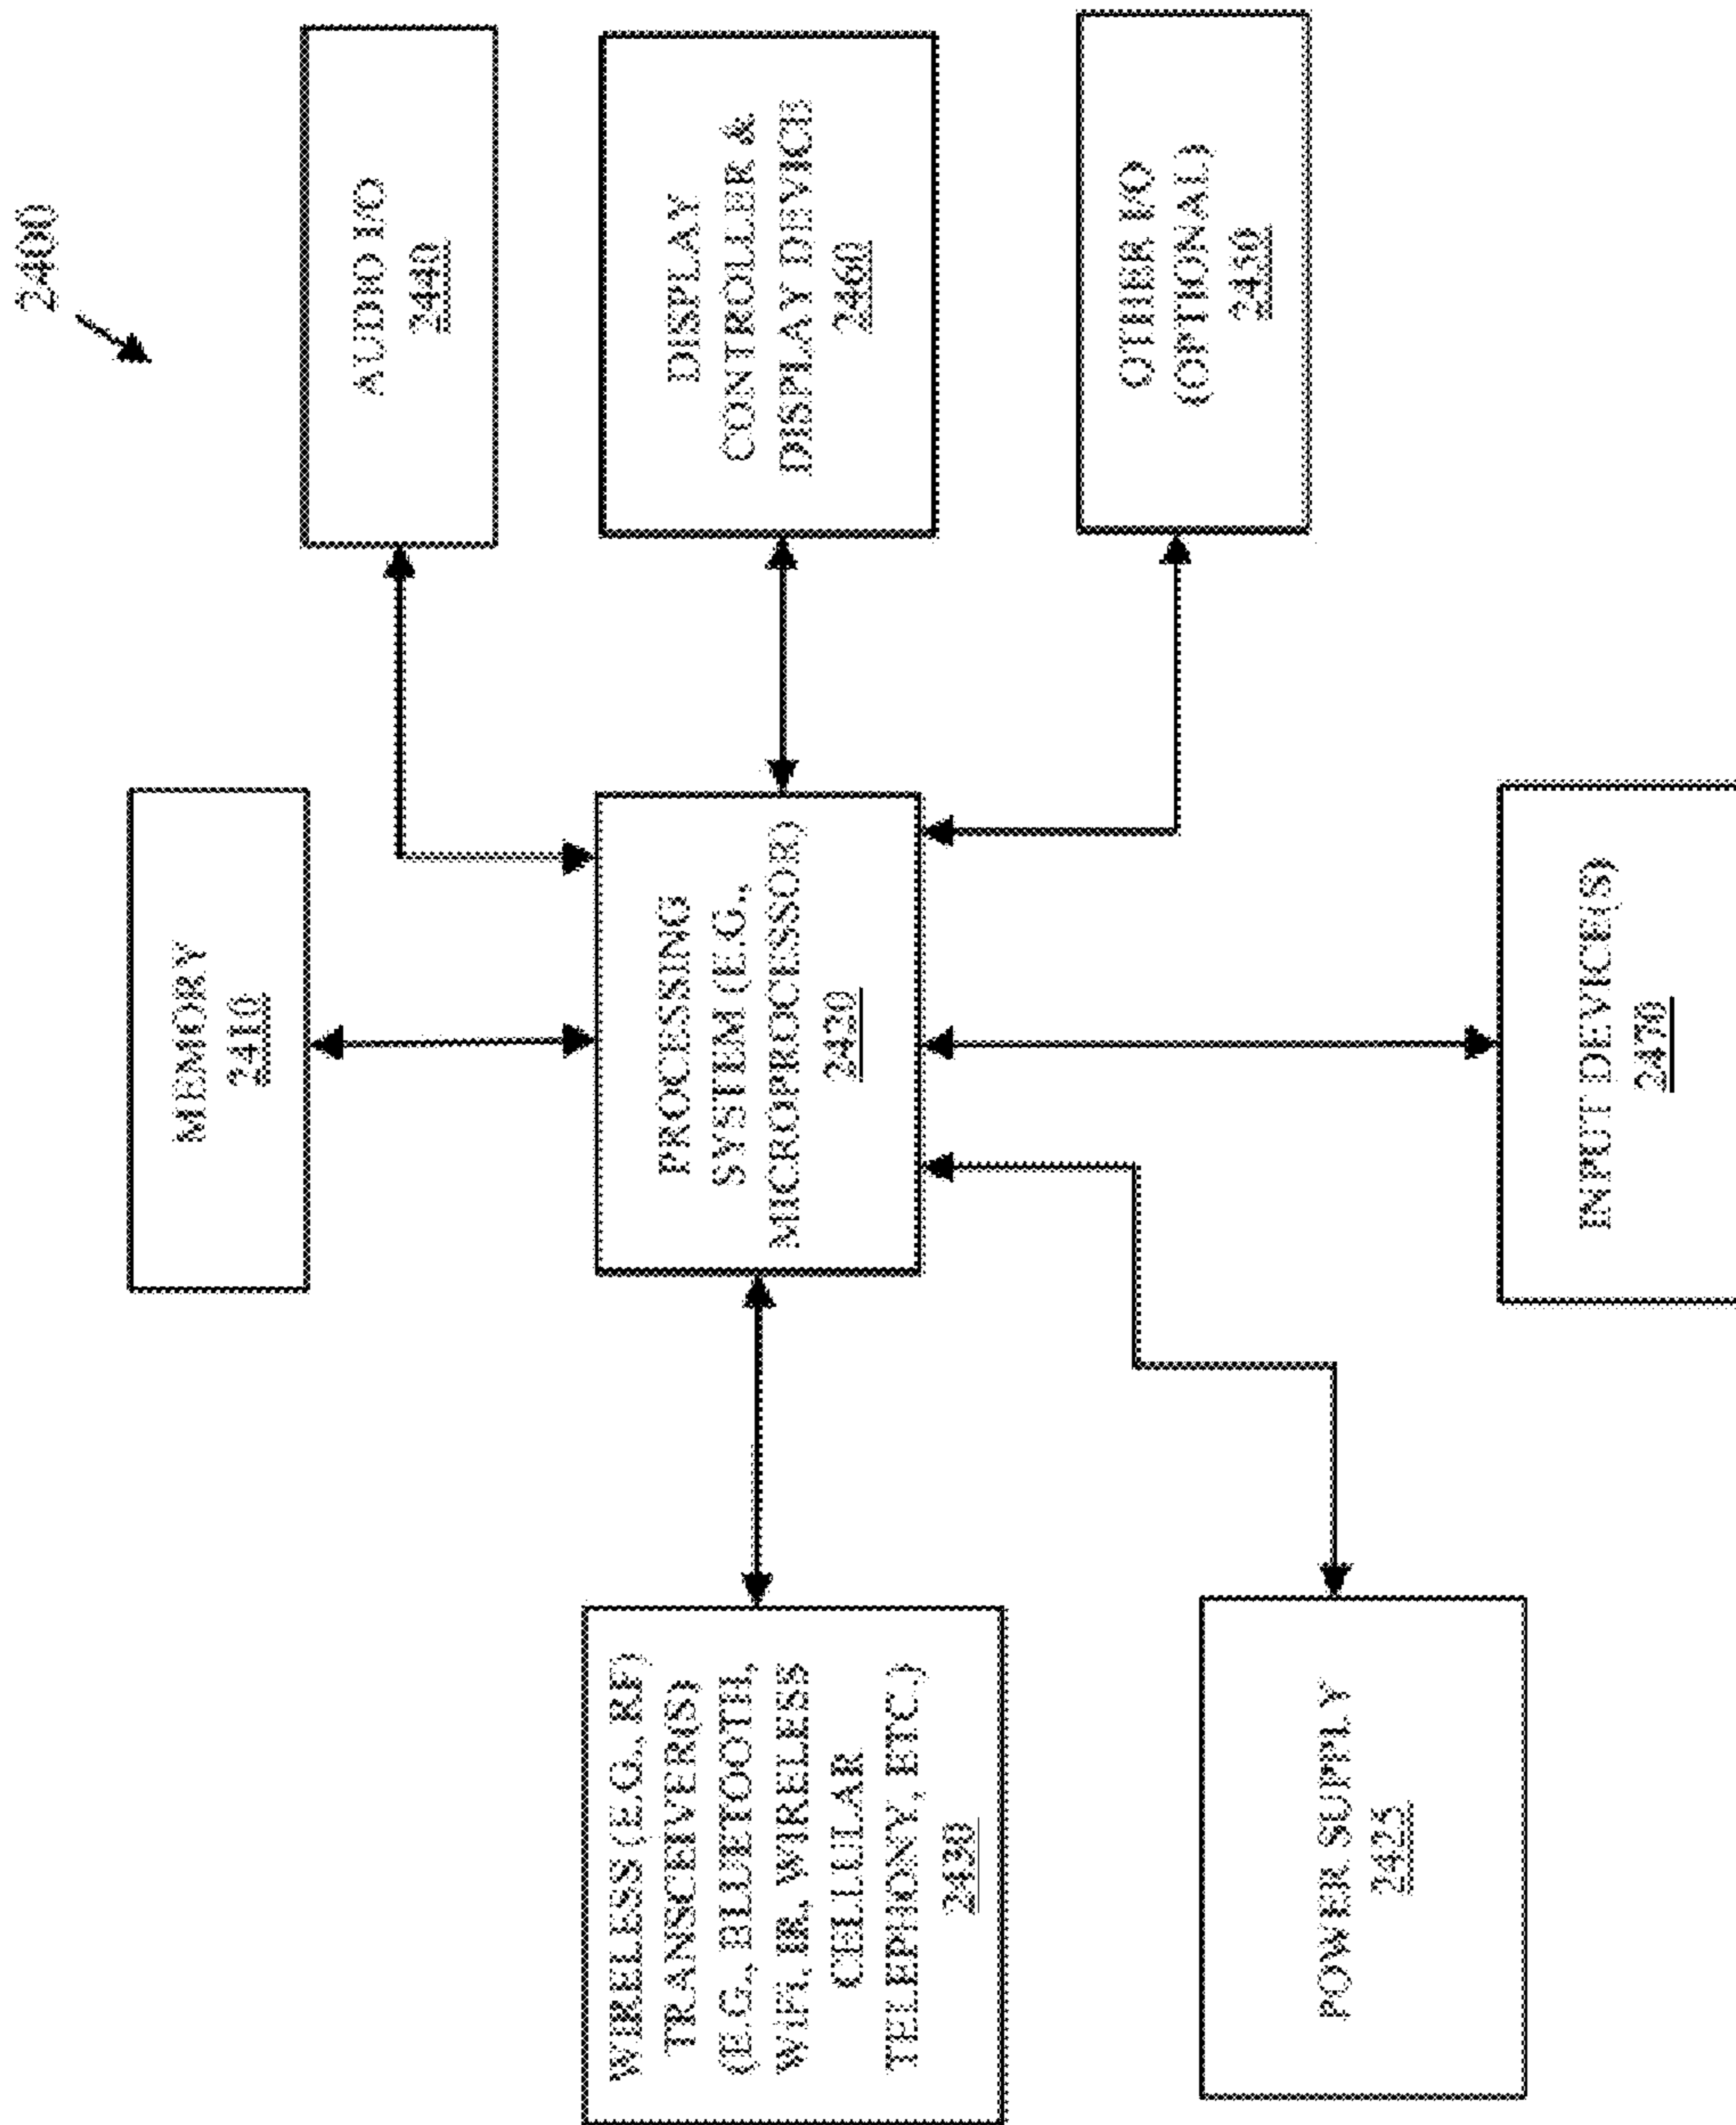 2400
MEMORY
2410
AUDIO I/O
2440
WIRELESS (E.G., RF)
TRANSCEIVER(S)
(E.G., BLUETOOTH,
WiFi, IR, WIRELESS
CELLULAR
TELEPHONY, ETC.)
2430
PROCESSING
SYSTEM (E.G.,
MICROPROCESSOR)
2420
DISPLAY
CONTROLLER &
DISPLAY DEVICE
2460
OTHER I/O
(OPTIONAL)
2450
POWER SUPPLY
2425
INPUT DEVICE(S)
2470